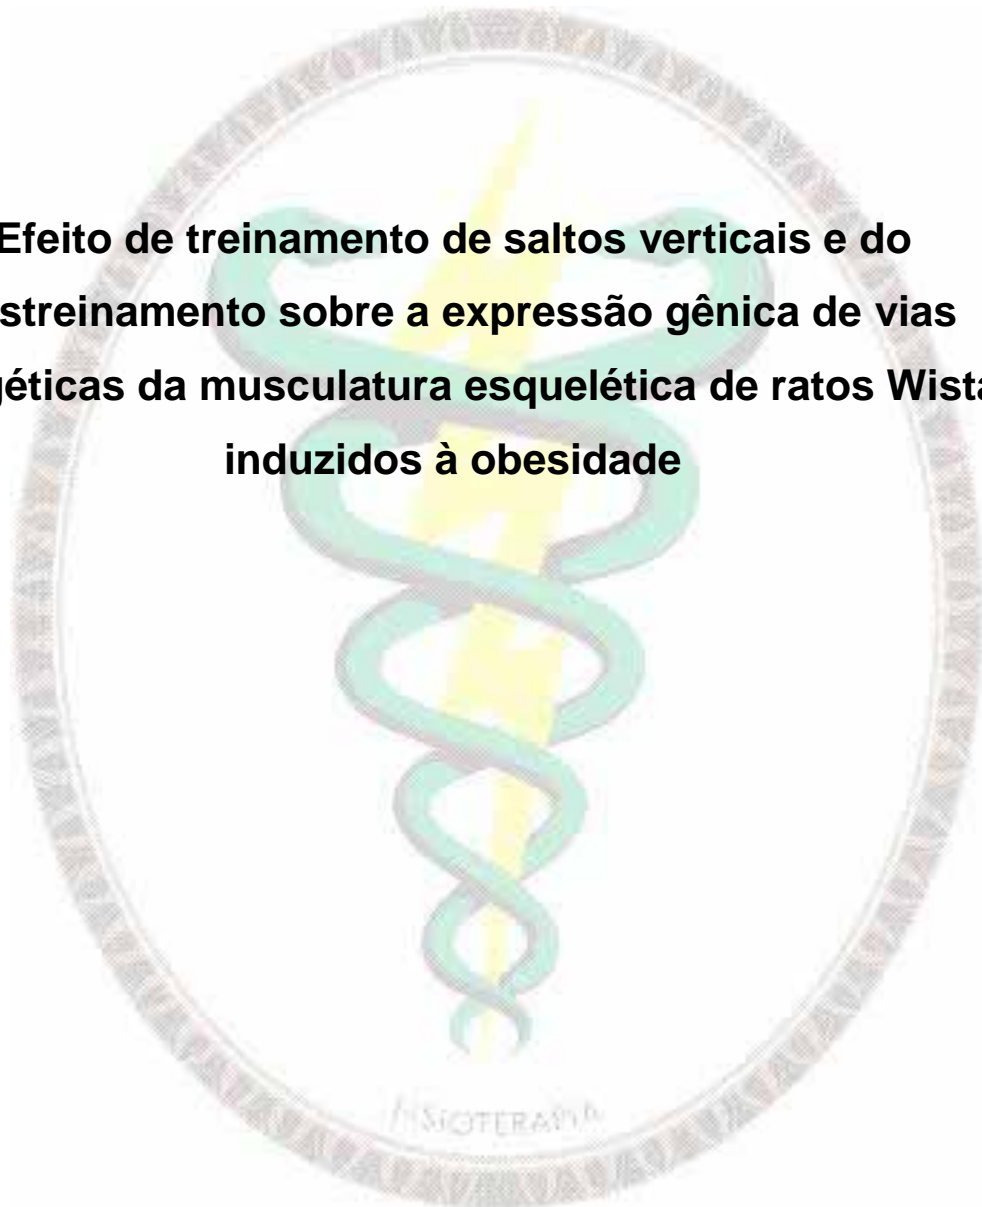 Efeito de treinamento de saltos verticais e do
streinamento sobre a expressão gênica de vias
géticas da musculatura esquelética de ratos Wista
induzidos à obesidade
FISIOTERAPIA